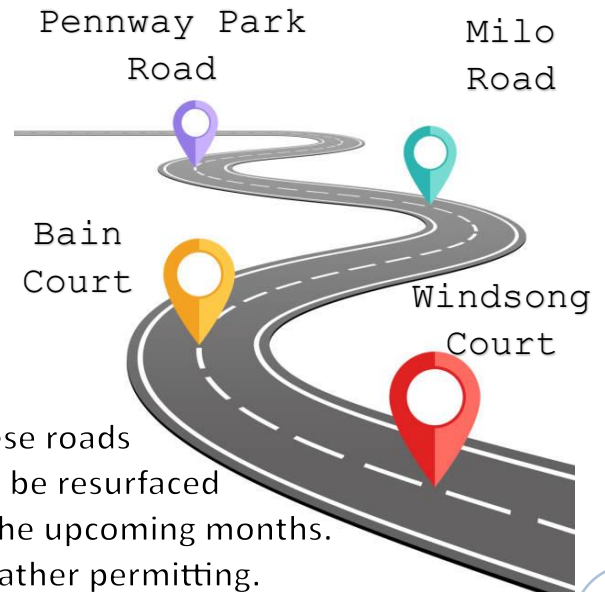 Pennway Park
Road
Milo
Road
Bain
Court
Windsong
Court
be resurfaced
upcoming months.
permitting.
roads